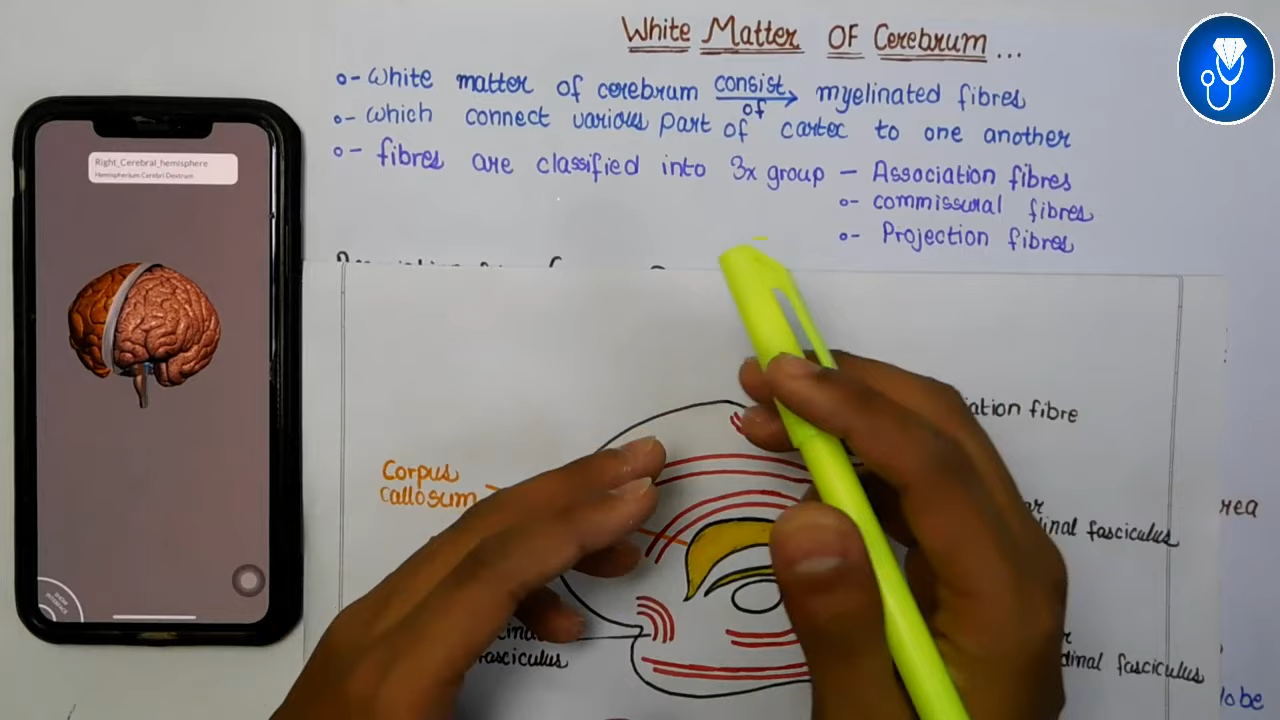 White Matter OF Cerebrum ...
o- White matter of cerebrum consist of myelinated fibres
o- which connect various part of cartec to one another
o- fibres are classified into 3x group - Association fibres
o- commissural fibres
o- Projection fibres
Right_Cerebral_hemisphere
Hemispherium Cerebri Dextrum
iation fibre
Corpus
callosum
dinal fasciculus
rea
fasciculus
dinal fasciculus
lobe